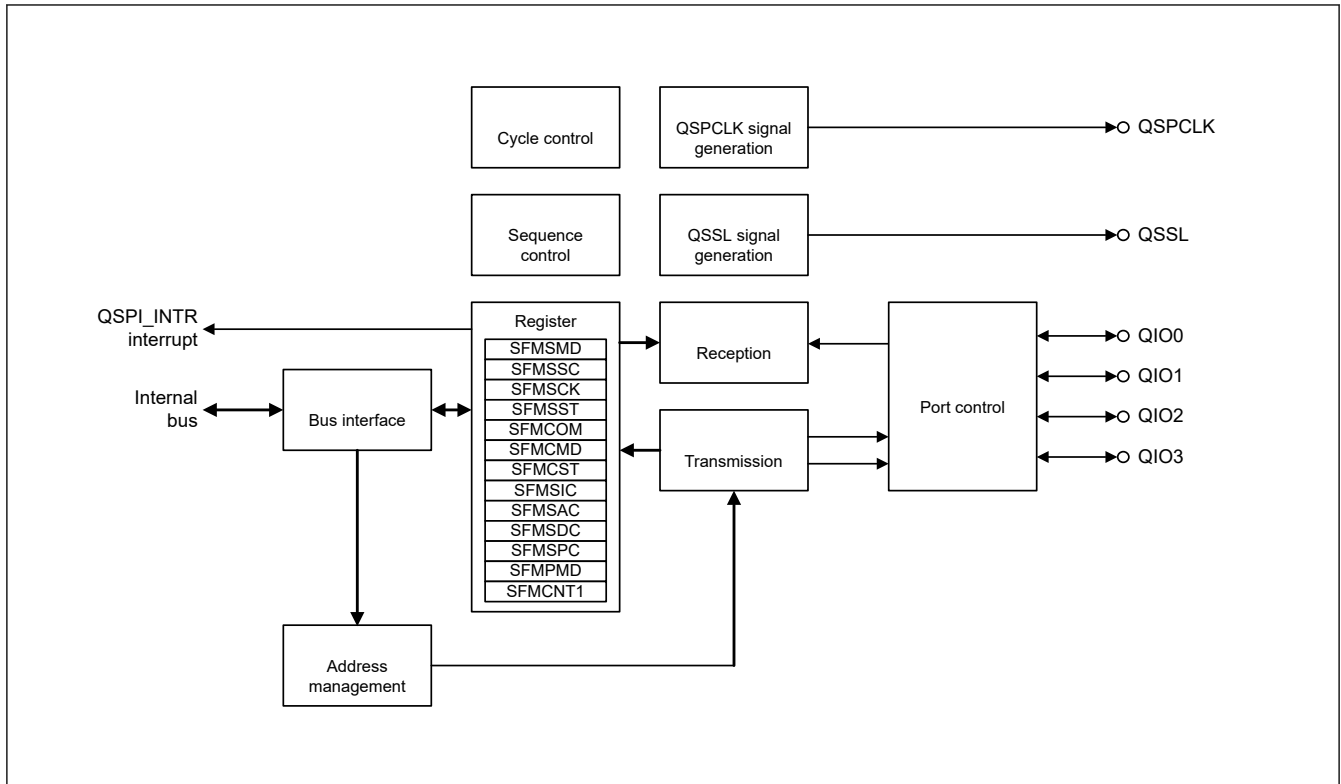 Cycle control
QSPCLK signal
generation
QSPCLK
Sequence
control
QSSL signal
generation
QSSL
QSPI_INTR
interrupt
Internal
bus
Bus interface
Register
SFMSMD
SFMSSC
SFMSCK
SFMSST
SFMCOM
SFMCMD
SFMCST
SFMSIC
SFMSAC
SFMSDC
SFMSPC
SFMPMD
SFMCNT1
Reception
Transmission
Port control
QIO0
QIO1
QIO2
QIO3
Address
management